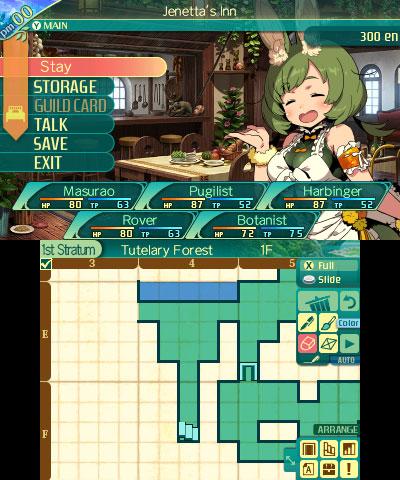 Jenetta's Inn
pm 00
Y MAIN
300 en
Stay
STORAGE
GUILD CARD
TALK
SAVE
EXIT
Masurao
HP 80 TP 63
Pugilist
HP 87 TP 52
Harbinger
HP 87 TP 52
Rover
HP 80 TP 63
Botanist
HP 72 TP 75
1st Stratum Tutelary Forest 1F
3 4 5
X Full
Slide
Color
AUTO
E
F
ARRANGE
A
!